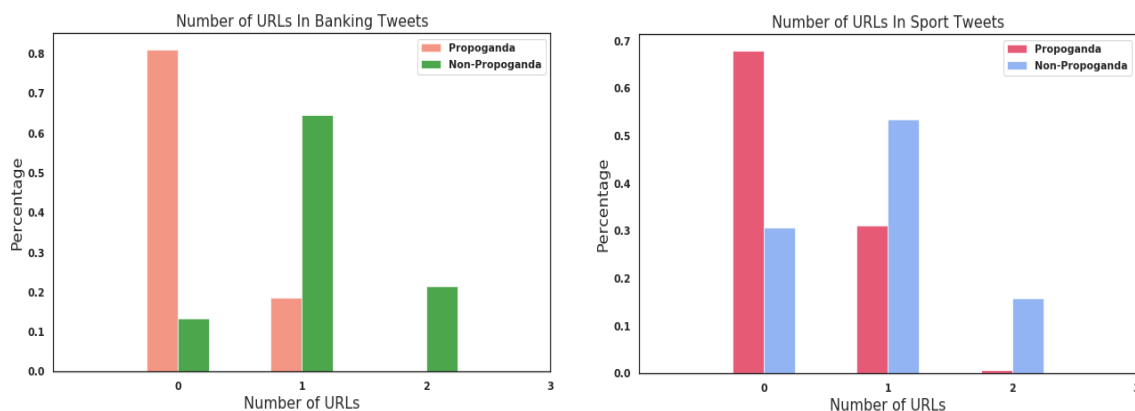 Number of URLs In Banking Tweets
Propoganda
Non-Propoganda
Percentage
0.8
0.7
0.6
0.5
0.4
0.3
0.2
0.1
0.0
0
1
2
3
Number of URLs
Number of URLs In Sport Tweets
Propoganda
Non-Propoganda
Percentage
0.7
0.6
0.5
0.4
0.3
0.2
0.1
0.0
0
1
2
Number of URLs